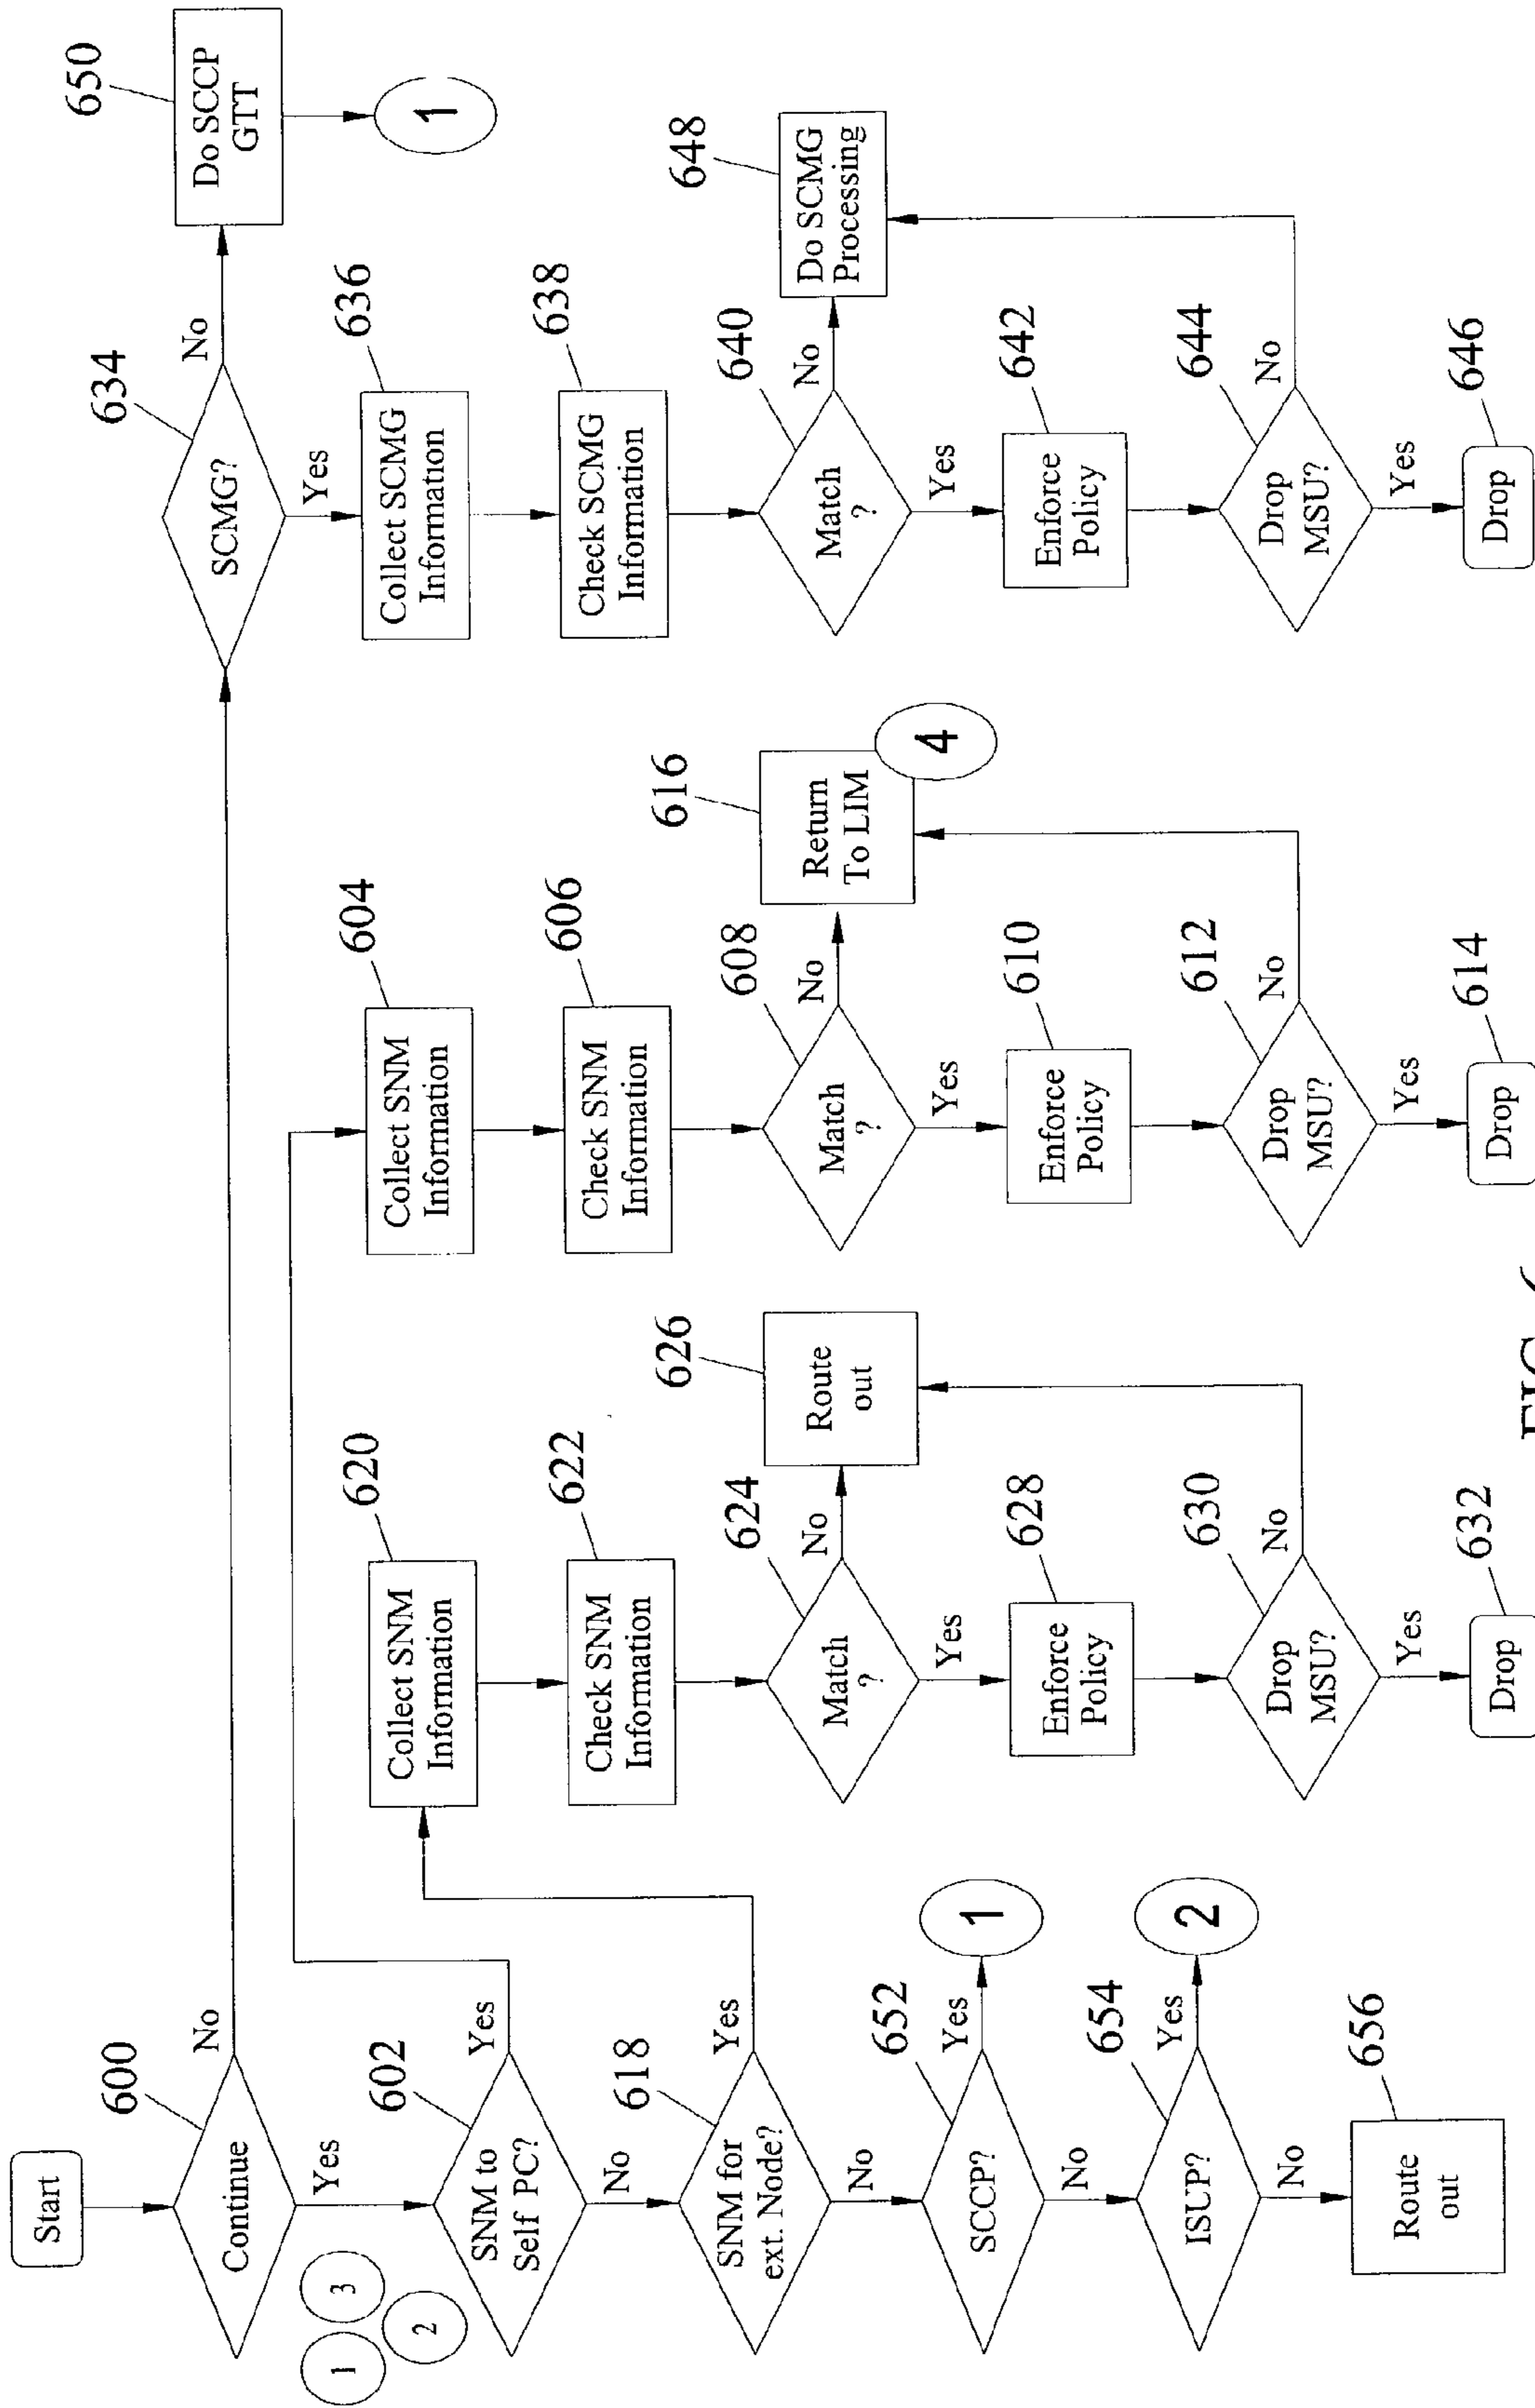 Start
600
Continue
No
Yes
1
3
2
602
SNM to
Self PC?
Yes
No
618
SNM for
ext. Node?
Yes
No
652
SCCP?
Yes
1
No
654
ISUP?
Yes
2
No
656
Route
out
620
Collect SNM
Information
622
Check SNM
Information
624
Match
?
No
Yes
626
Route
out
628
Enforce
Policy
630
Drop
MSU?
No
Yes
632
Drop
604
Collect SNM
Information
606
Check SNM
Information
608
Match
?
No
Yes
616
Return
To LIM
4
610
Enforce
Policy
612
Drop
MSU?
No
Yes
614
Drop
634
SCMG?
No
Yes
650
Do SCCP
GTT
1
636
Collect SCMG
Information
638
Check SCMG
Information
640
Match
?
No
Yes
648
Do SCMG
Processing
642
Enforce
Policy
644
Drop
MSU?
No
Yes
646
Drop
FIG. 6